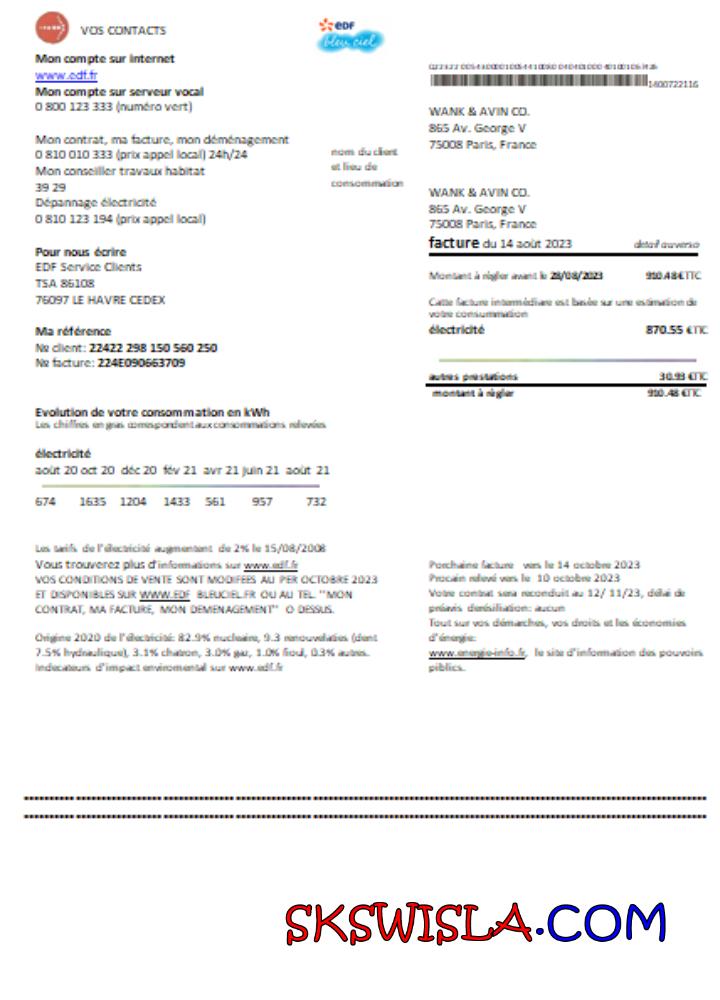 VOS CONTACTS
EDF
bleu ciel
Mon compte sur internet
www.edf.fr
Mon compte sur serveur vocal
0 800 123 333 (numéro vert)
Mon contrat, ma facture, mon déménagement
0 810 010 333 (prix appel local) 24h/24
Mon conseiller travaux habitat
39 29
Dépannage électricité
0 810 123 194 (prix appel local)
Pour nous écrire
EDF Service Clients
TSA 86108
76097 LE HAVRE CEDEX
Ma référence
№ client: 22422 298 150 560 250
№ facture: 224E090663709
nom du client
et lieu de
consommation
1400722116
WANK & AVIN CO.
865 Av. George V
75008 Paris, France
WANK & AVIN CO.
865 Av. George V
75008 Paris, France
facture du 14 août 2023 detail auverso
Montant à régler avant le 28/08/2023 910.48€TTC
Catte facture intermédiare est basée sur une estimation de
votre consummation
électricité 870.55 €TTC
autres prestations 30.93 €TTC
montant à régler 910.48 €TTC
Evolution de votre consommation en kWh
Les chiffres en gras correspondent aux consommations relevées
électricité
août 20 oct 20 déc 20 fév 21 avr 21 juin 21 août 21
674 1635 1204 1433 561 957 732
Les tarifs de l'électricité augmentent de 2% le 15/08/2008
Vous trouverez plus d'informations sur www.edf.fr
VOS CONDITIONS DE VENTE SONT MODIFEES AU PER OCTOBRE 2023
ET DISPONIBLES SUR WWW.EDF BLEUCIEL.FR OU AU TEL. "MON
CONTRAT, MA FACTURE, MON DEMENAGEMENT" O DESSUS.
Origine 2020 de l'électricité: 82.9% nucleaire, 9.3 renouvelaties (dent
7.5% hydraulique), 3.1% chatron, 3.0% gaz, 1.0% fioul, 0.3% autres.
Indecateurs d'impact enviromental sur www.edf.fr
Porchaine facture vers le 14 octobre 2023
Procain relevé vers le 10 octobre 2023
Votre contrat sera reconduit au 12/ 11/23, délai de
préavis derésiliation: aucun
Tout sur vos démarches, vos droits et les économies
d'énergie:
www.energie-info.fr, le site d'information des pouvoirs
piblics.
SKSWISLA.COM